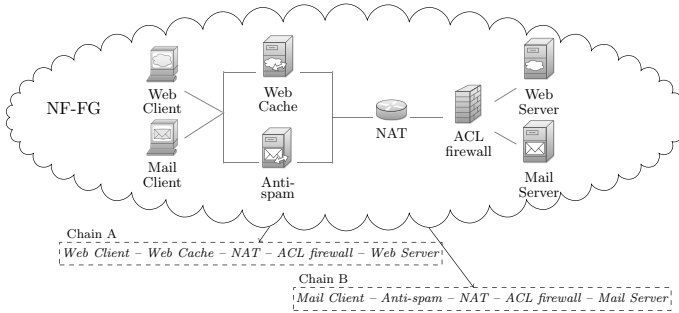 NF-FG
Web
Client
Mail
Client
Web
Cache
Anti-
spam
NAT
ACL
firewall
Web
Server
Mail
Server
Chain A
Web Client – Web Cache – NAT – ACL firewall – Web Server
Chain B
Mail Client – Anti-spam – NAT – ACL firewall – Mail Server